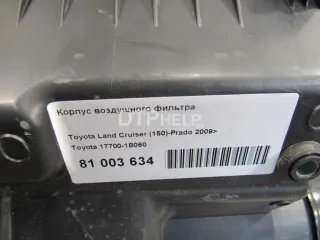 Корпус воздушного фильтра
DTPHELP
Toyota Land Cruiser (150)-Prado 2009>
Toyota 17700-1B060
81 003 634